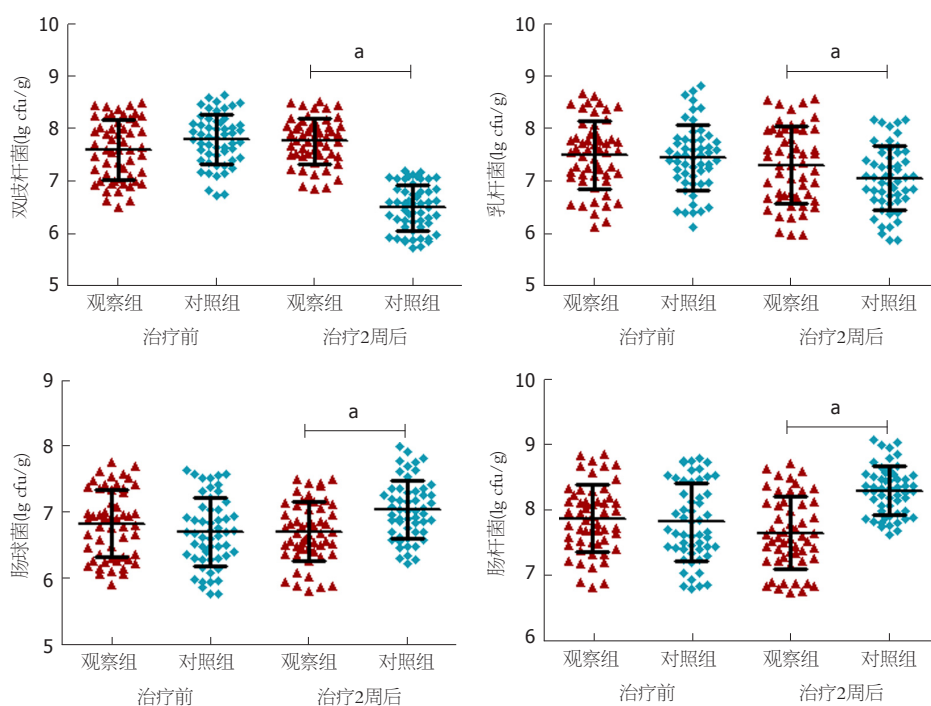 双歧杆菌(lg cfu/g)
10
9
8
7
6
5
a
观察组 对照组 观察组 对照组
治疗前 治疗2周后
乳杆菌(lg cfu/g)
10
9
8
7
6
5
a
观察组 对照组 观察组 对照组
治疗前 治疗2周后
肠球菌(lg cfu/g)
9
8
7
6
5
a
观察组 对照组 观察组 对照组
治疗前 治疗2周后
肠杆菌(lg cfu/g)
10
9
8
7
6
a
观察组 对照组 观察组 对照组
治疗前 治疗2周后